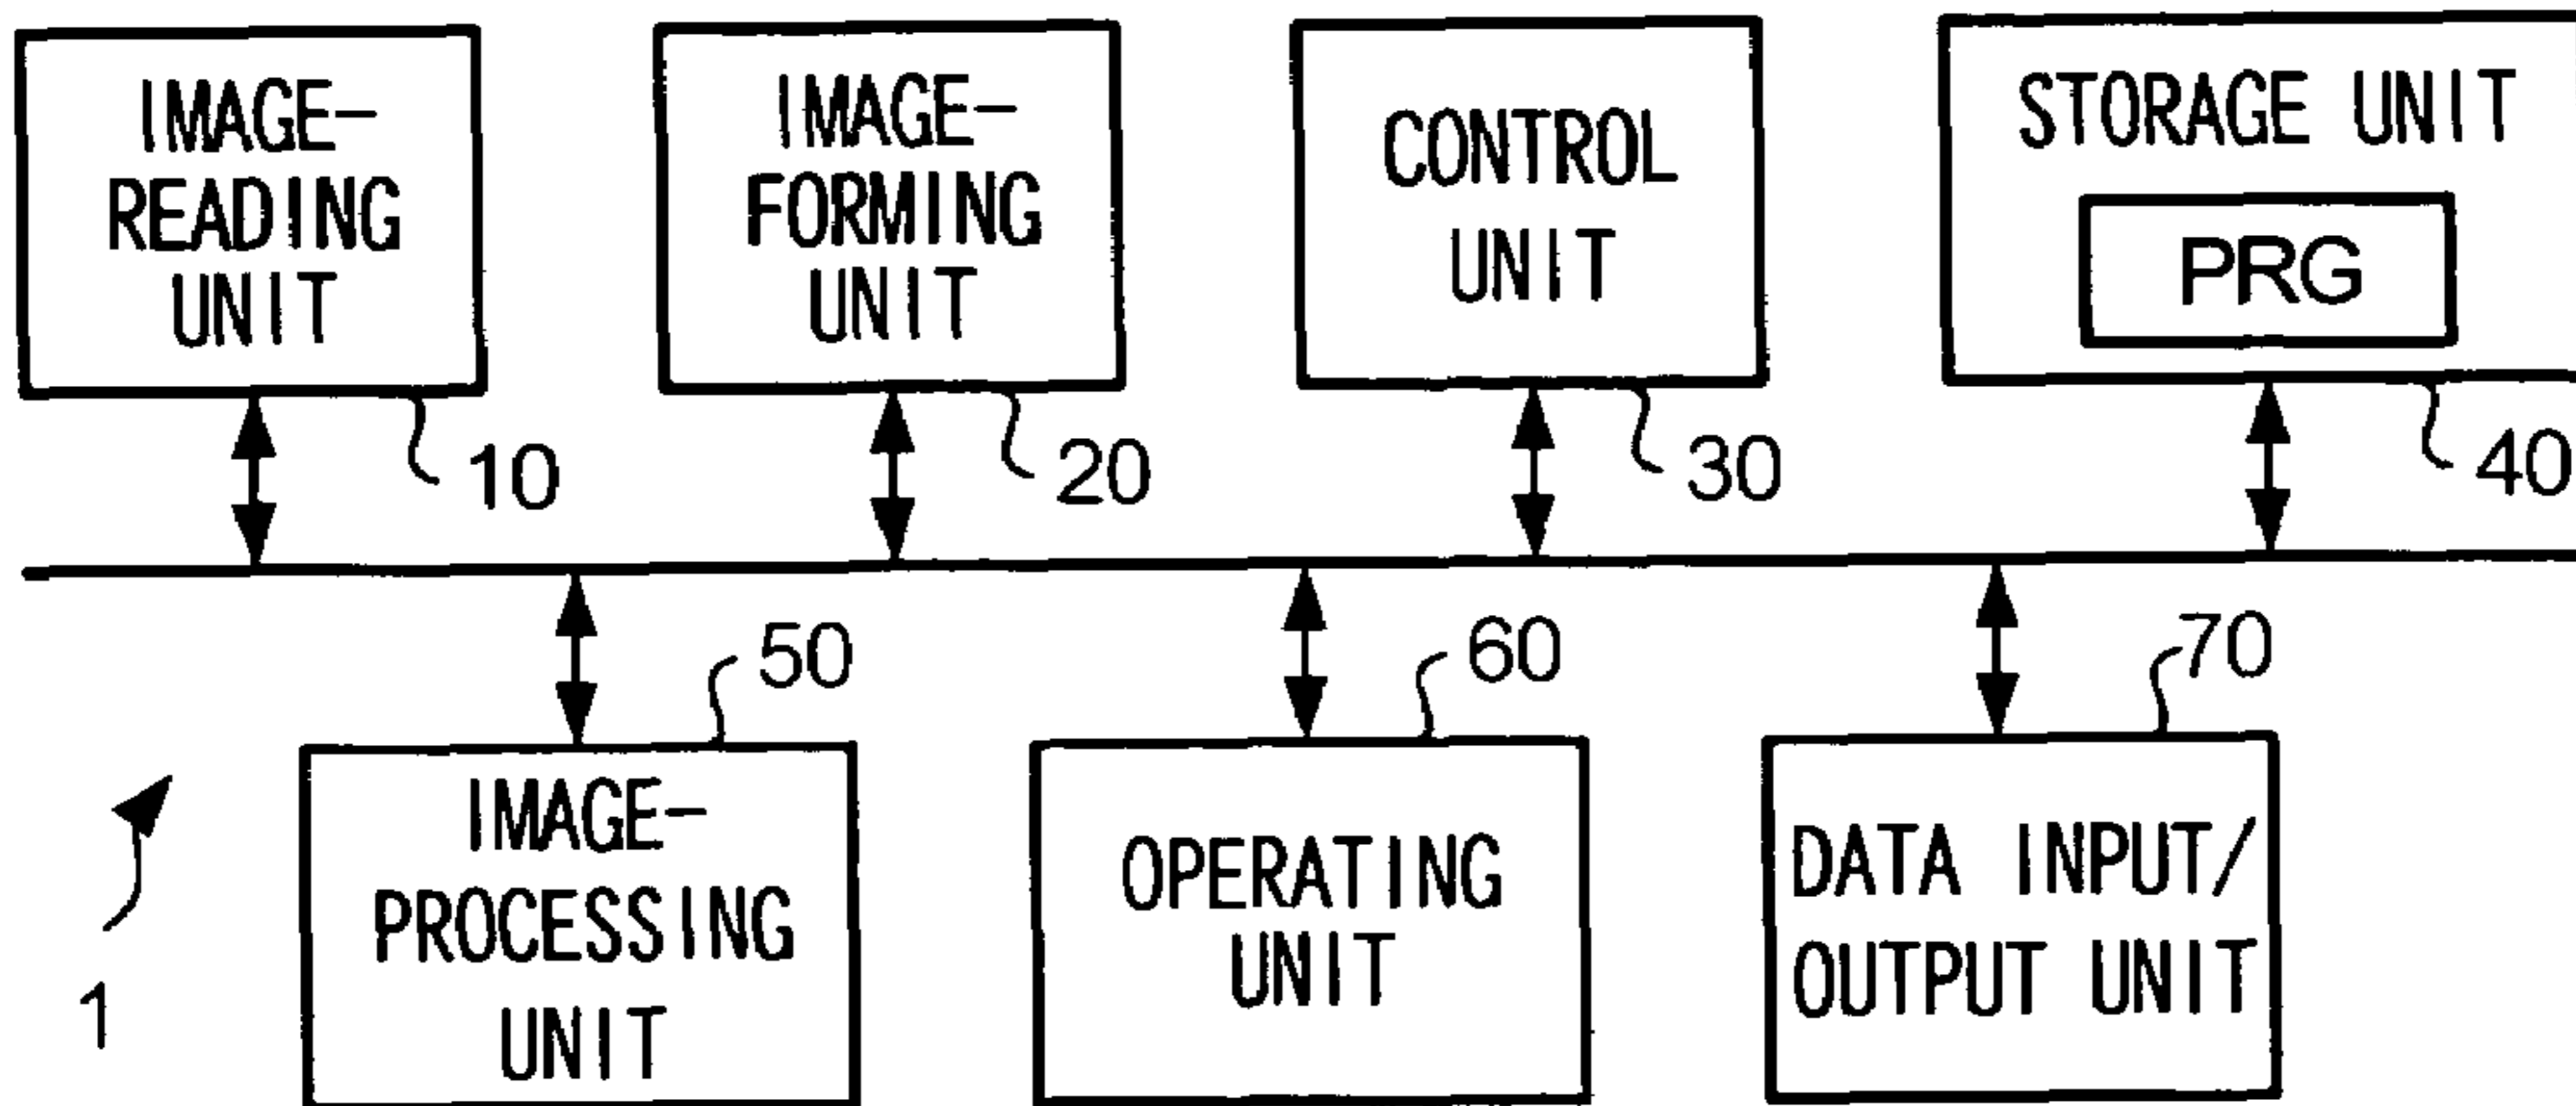 IMAGE-
READING
UNIT
IMAGE-
FORMING
UNIT
CONTROL
UNIT
STORAGE UNIT
PRG
10
20
30
40
50
60
70
1
IMAGE-
PROCESSING
UNIT
OPERATING
UNIT
DATA INPUT/
OUTPUT UNIT